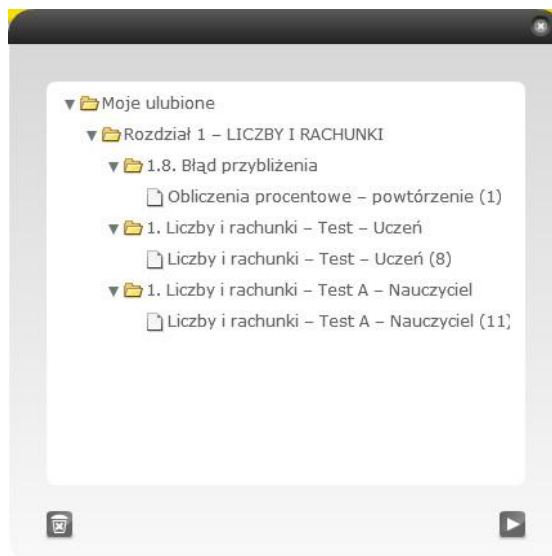 Moje ulubione
Rozdział 1 – LICZBY I RACHUNKI
1.8. Błąd przybliżenia
Obliczenia procentowe – powtórzenie (1)
1. Liczby i rachunki – Test – Uczeń
Liczby i rachunki – Test – Uczeń (8)
1. Liczby i rachunki – Test A – Nauczyciel
Liczby i rachunki – Test A – Nauczyciel (11)